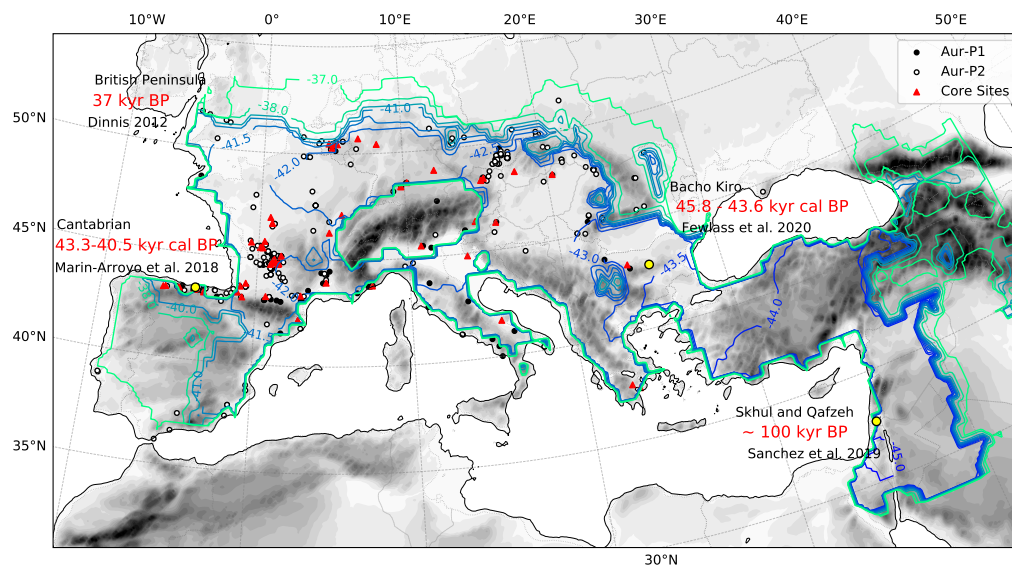 10°W 0° 10°E 20°E 30°E 40°E 50°E
Aur-P1
Aur-P2
Core Sites
50°N
45°N
40°N
35°N
30°N
British Peninsula
37 kyr BP
Dinnis 2012
Cantabrian
43.3-40.5 kyr cal BP
Marin-Arroyo et al. 2018
Bacho Kiro
45.8 - 43.6 kyr cal BP
Fewlass et al. 2020
Skhul and Qafzeh
~ 100 kyr BP
Sanchez et al. 2019
-37.0
-38.0
-41.0
-41.5
-42.0
-42.
-43.0
-43.5
-44.0
-42.
-40.0
-41.5
-41.0
-45.0